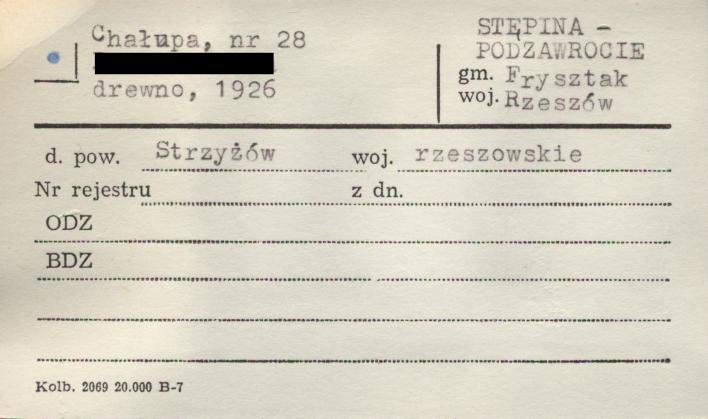 Chałupa, nr 28
drewno, 1926
STĘPINA -
PODZAWROCIE
gm. Frysztak
woj. Rzeszów
d. pow. Strzyżów woj. rzeszowskie
Nr rejestru z dn.
ODZ
BDZ
Kolb. 2069 20.000 B-7